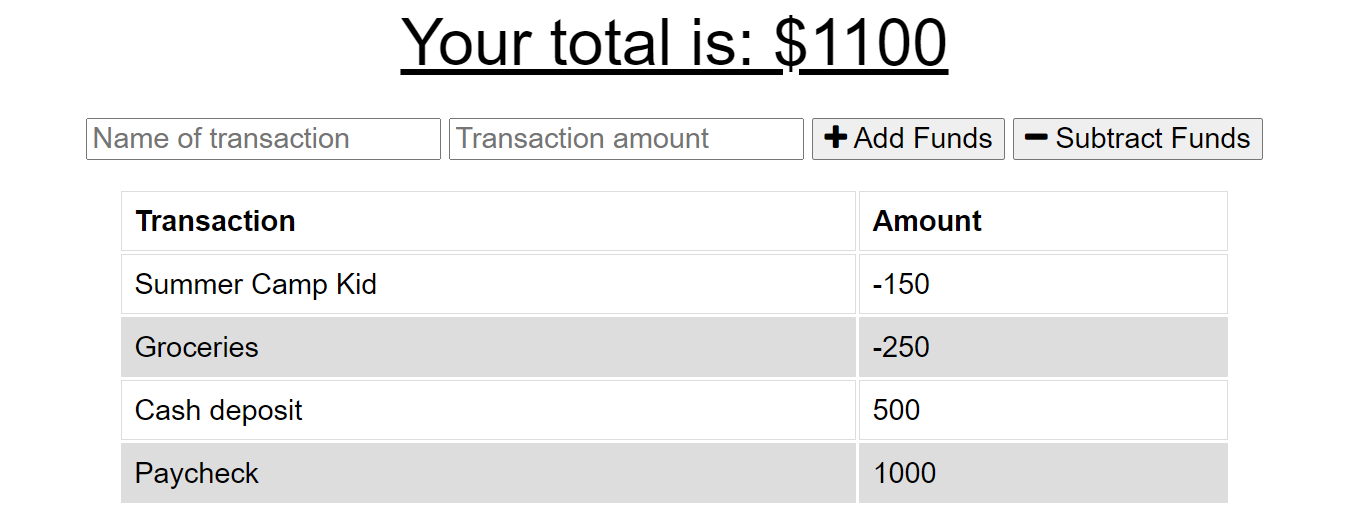 Your total is: $1100
Name of transaction Transaction amount Add Funds Subtract Funds
Transaction Amount
Summer Camp Kid -150
Groceries -250
Cash deposit 500
Paycheck 1000